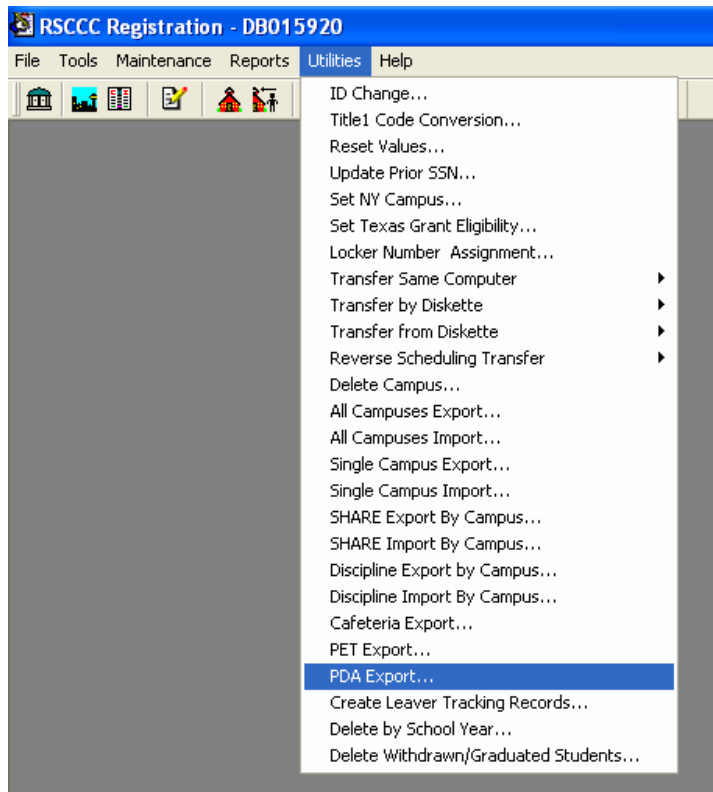 RSCCC Registration - DB015920
File Tools Maintenance Reports Utilities Help
ID Change...
Title1 Code Conversion...
Reset Values...
Update Prior SSN...
Set NY Campus...
Set Texas Grant Eligibility...
Locker Number Assignment...
Transfer Same Computer
Transfer by Diskette
Transfer from Diskette
Reverse Scheduling Transfer
Delete Campus...
All Campuses Export...
All Campuses Import...
Single Campus Export...
Single Campus Import...
SHARE Export By Campus...
SHARE Import By Campus...
Discipline Export by Campus...
Discipline Import By Campus...
Cafeteria Export...
PET Export...
PDA Export...
Create Leaver Tracking Records...
Delete by School Year...
Delete Withdrawn/Graduated Students...